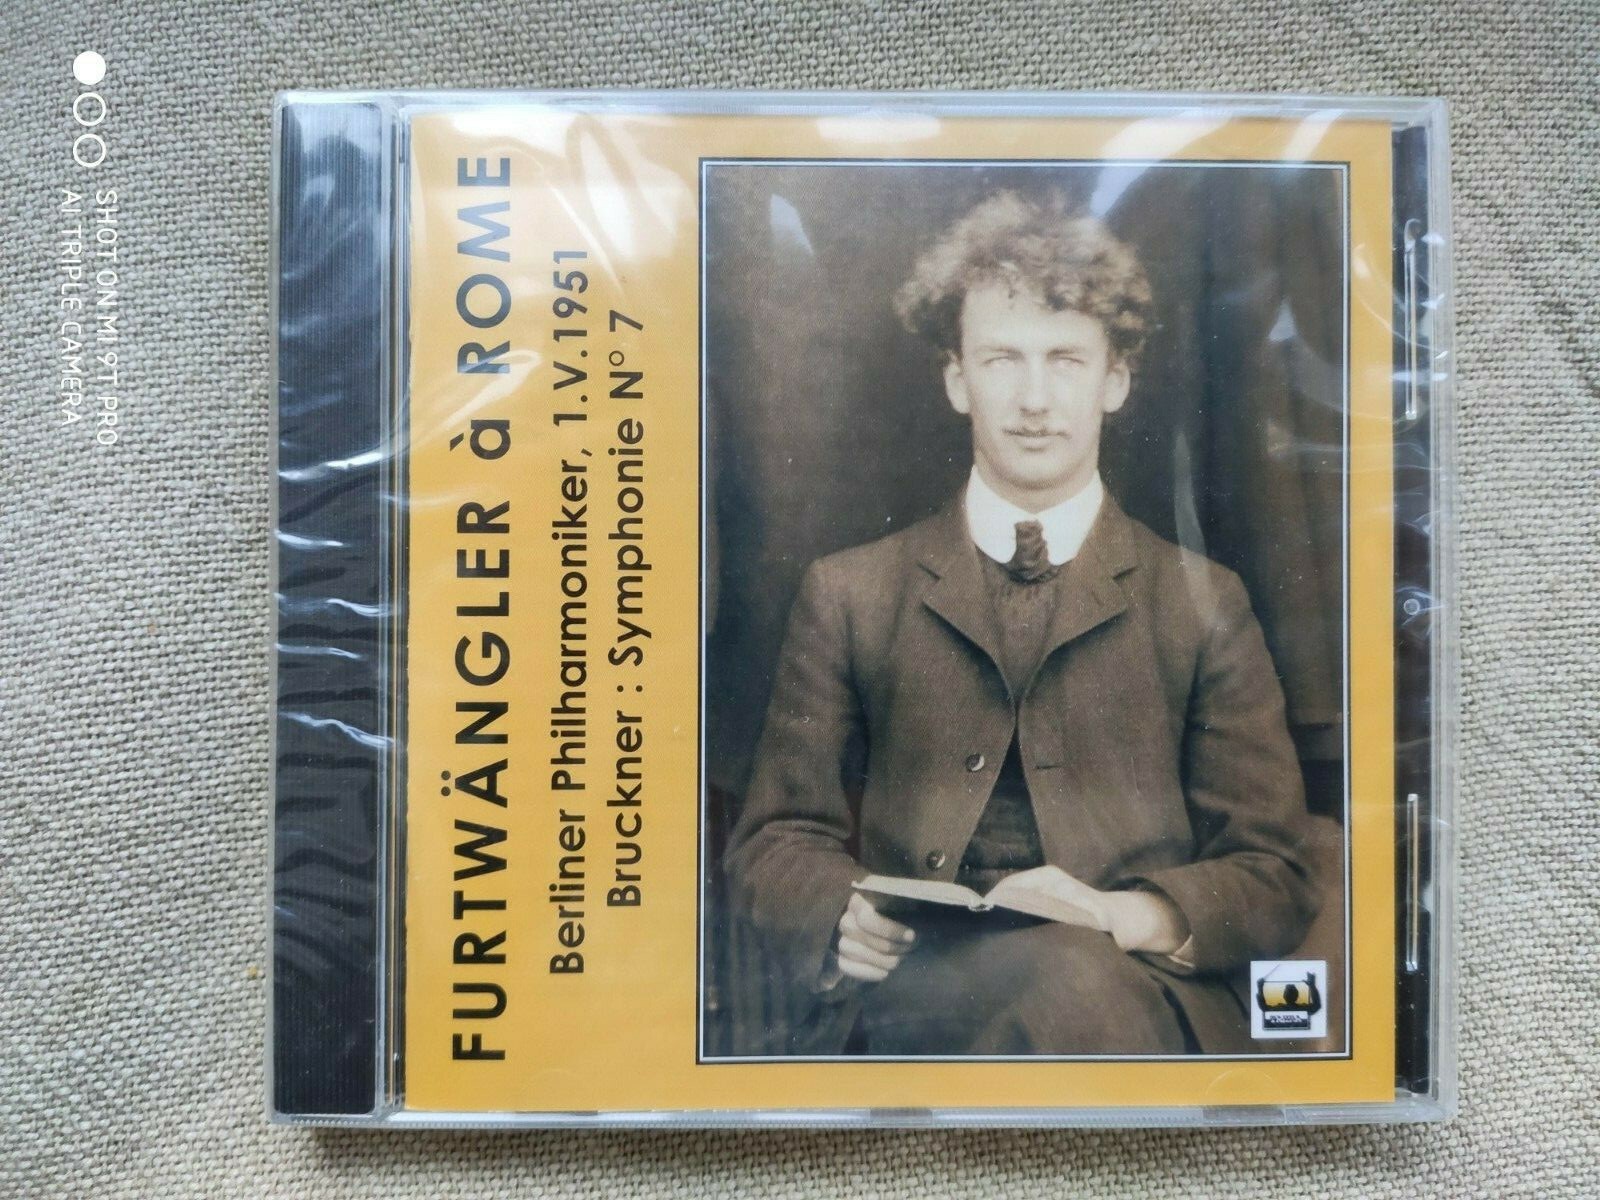 FURTWÄNGLER à ROME
Berliner Philharmoniker, 1.V.1951
Bruckner : Symphonie N° 7
SHOT ON MI 9T PRO
AI TRIPLE CAMERA